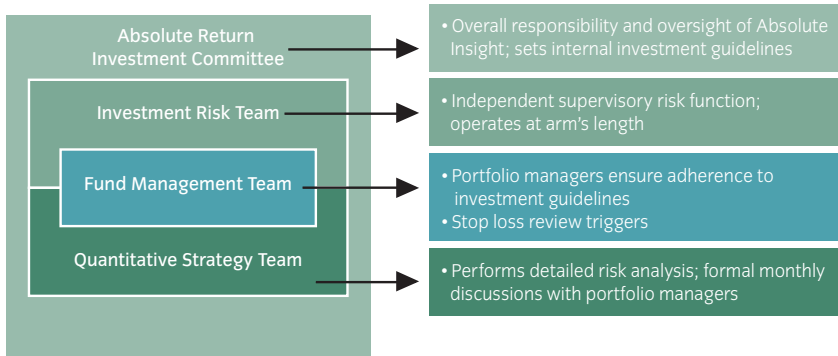 Absolute Return
Investment Committee
• Overall responsibility and oversight of Absolute
Insight; sets internal investment guidelines
Investment Risk Team
• Independent supervisory risk function;
operates at arm's length
Fund Management Team
• Portfolio managers ensure adherence to
investment guidelines
• Stop loss review triggers
Quantitative Strategy Team
• Performs detailed risk analysis; formal monthly
discussions with portfolio managers